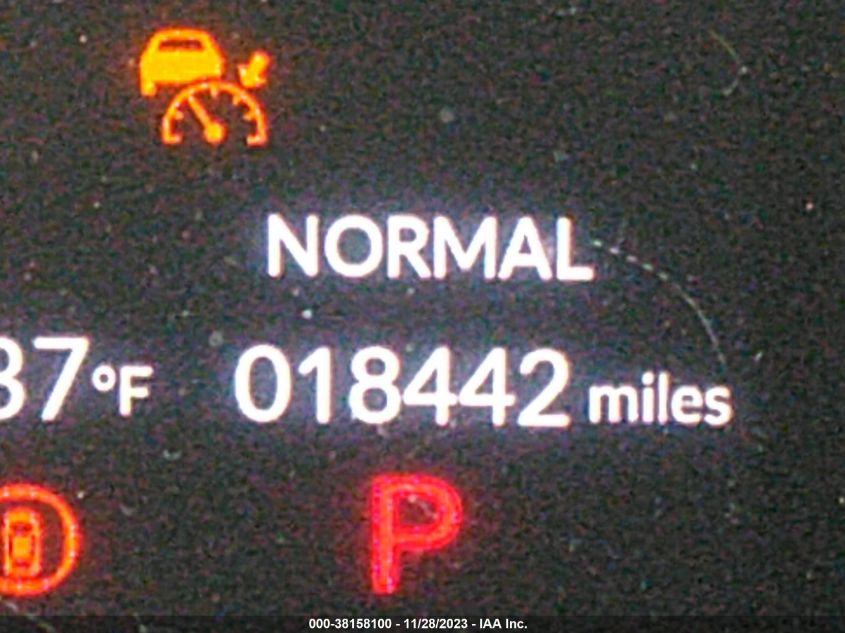 NORMAL
37°F 018442 miles
P
000-38158100 - 11/28/2023 - IAA Inc.